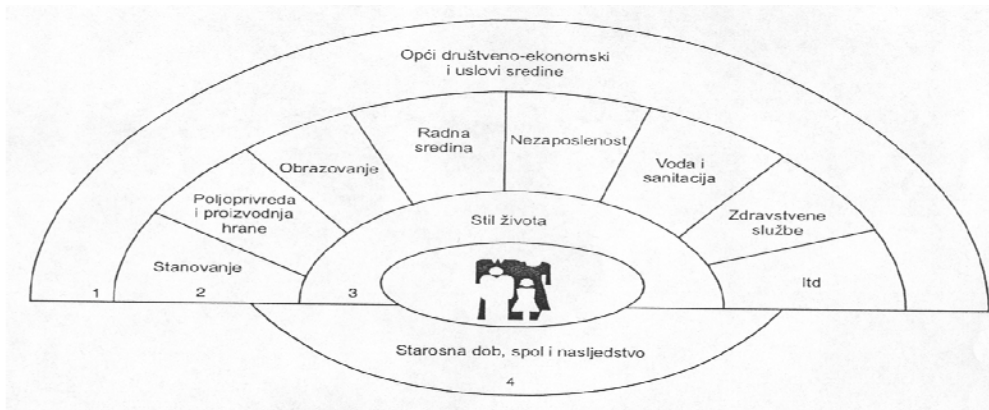 Opći društveno-ekonomski
i uslovi sredine
Radna
sredina
Nezaposlenost
Obrazovanje
Voda i
sanitacija
Poljoprivreda
i proizvodnja
hrane
Stil života
Zdravstvene
službe
Stanovanje
Itd
1
2
3
Starosna dob, spol i nasljedstvo
4